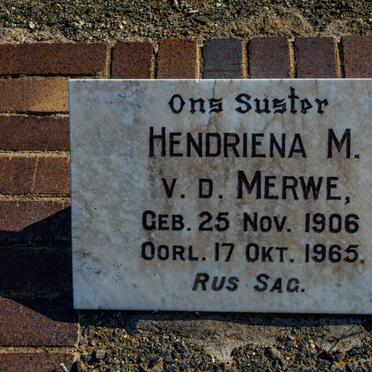 Ons Suster
HENDRIENA M.
V. D. MERWE,
GEB. 25 NOV. 1906
OORL. 17 OKT. 1965.
RUS SAG.